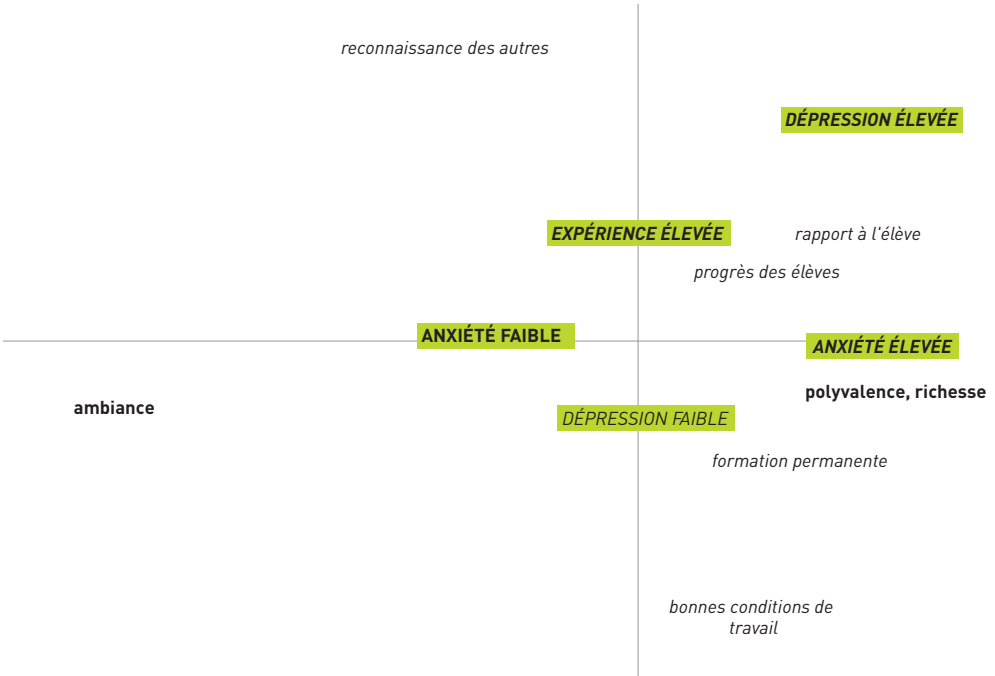 reconnaissance des autres
DÉPRESSION ÉLEVÉE
EXPÉRIENCE ÉLEVÉE
rapport à l'élève
progrès des élèves
ANXIÉTÉ FAIBLE
ANXIÉTÉ ÉLEVÉE
polyvalence, richesse
ambiance
DÉPRESSION FAIBLE
formation permanente
bonnes conditions de
travail